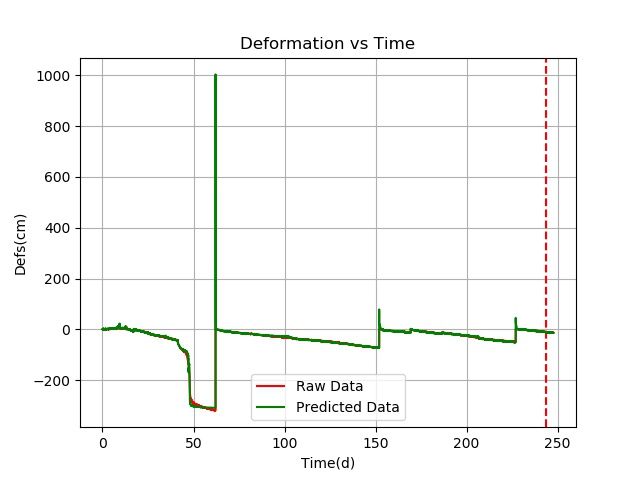 Deformation vs Time
1000
800
600
400
200
0
−200
Defs(cm)
Raw Data
Predicted Data
0 50 100 150 200 250
Time(d)